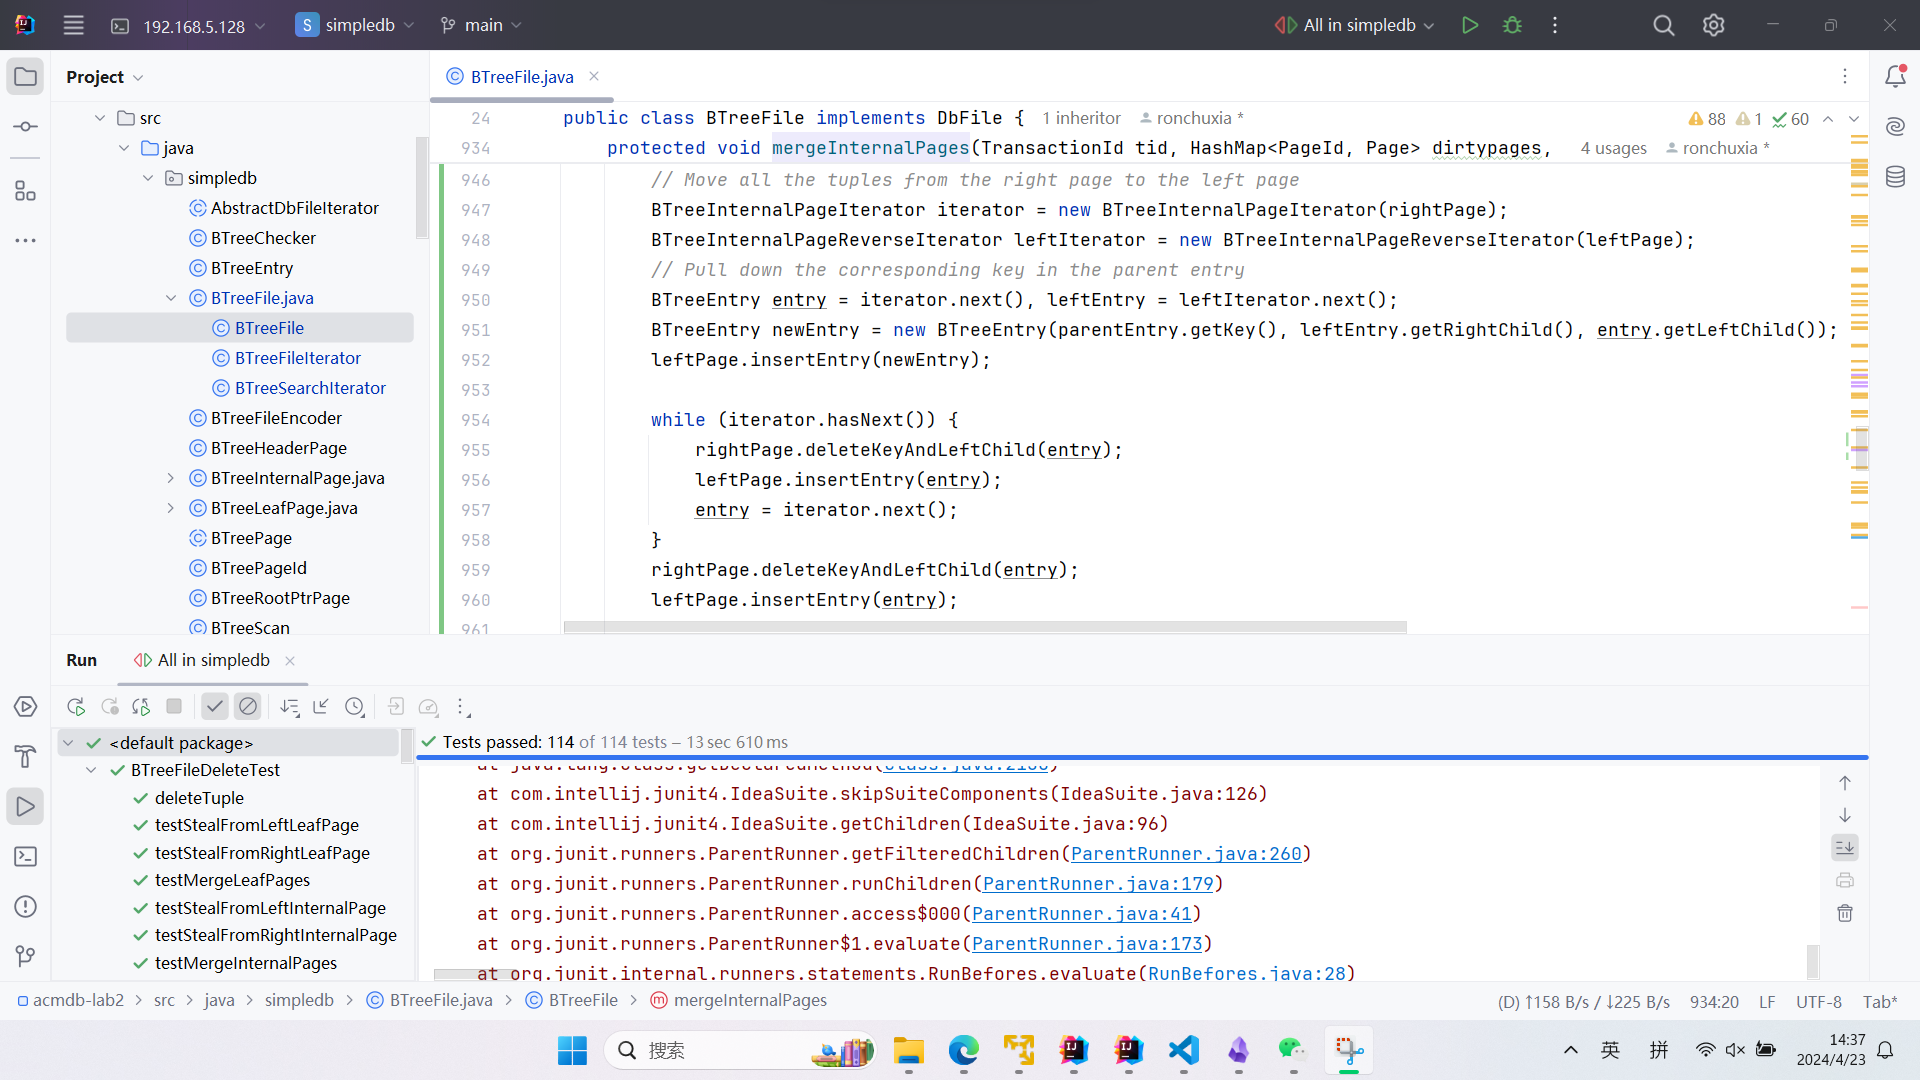 192.168.5.128
S simpledb
main
All in simpledb
Project
src
java
simpledb
AbstractDbFileIterator
BTreeChecker
BTreeEntry
BTreeFile.java
BTreeFile
BTreeFileIterator
BTreeSearchIterator
BTreeFileEncoder
BTreeHeaderPage
BTreeInternalPage.java
BTreeLeafPage.java
BTreePage
BTreePageId
BTreeRootPtrPage
BTreeScan
BTreeFile.java
24 public class BTreeFile implements DbFile { 1 inheritor ronchuxia *
88 1 60
934 protected void mergeInternalPages(TransactionId tid, HashMap<PageId, Page> dirtypages, 4 usages ronchuxia *
946 // Move all the tuples from the right page to the left page
947 BTreeInternalPageIterator iterator = new BTreeInternalPageIterator(rightPage);
948 BTreeInternalPageReverseIterator leftIterator = new BTreeInternalPageReverseIterator(leftPage);
949 // Pull down the corresponding key in the parent entry
950 BTreeEntry entry = iterator.next(), leftEntry = leftIterator.next();
951 BTreeEntry newEntry = new BTreeEntry(parentEntry.getKey(), leftEntry.getRightChild(), entry.getLeftChild());
952 leftPage.insertEntry(newEntry);
953
954 while (iterator.hasNext()) {
955 rightPage.deleteKeyAndLeftChild(entry);
956 leftPage.insertEntry(entry);
957 entry = iterator.next();
958 }
959 rightPage.deleteKeyAndLeftChild(entry);
960 leftPage.insertEntry(entry);
961
Run All in simpledb
<default package>
BTreeFileDeleteTest
deleteTuple
testStealFromLeftLeafPage
testStealFromRightLeafPage
testMergeLeafPages
testStealFromLeftInternalPage
testStealFromRightInternalPage
testMergeInternalPages
Tests passed: 114 of 114 tests – 13 sec 610 ms
at com.intellij.junit4.IdeaSuite.skipSuiteComponents(IdeaSuite.java:126)
at com.intellij.junit4.IdeaSuite.getChildren(IdeaSuite.java:96)
at org.junit.runners.ParentRunner.getFilteredChildren(ParentRunner.java:260)
at org.junit.runners.ParentRunner.runChildren(ParentRunner.java:179)
at org.junit.runners.ParentRunner.access$000(ParentRunner.java:41)
at org.junit.runners.ParentRunner$1.evaluate(ParentRunner.java:173)
at org.junit.internal.runners.statements.RunBefores.evaluate(RunBefores.java:28)
acmdb-lab2 > src > java > simpledb > BTreeFile.java > BTreeFile > mergeInternalPages
(D) ↑158 B/s / ↓225 B/s 934:20 LF UTF-8 Tab*
搜索
英 拼
14:37
2024/4/23